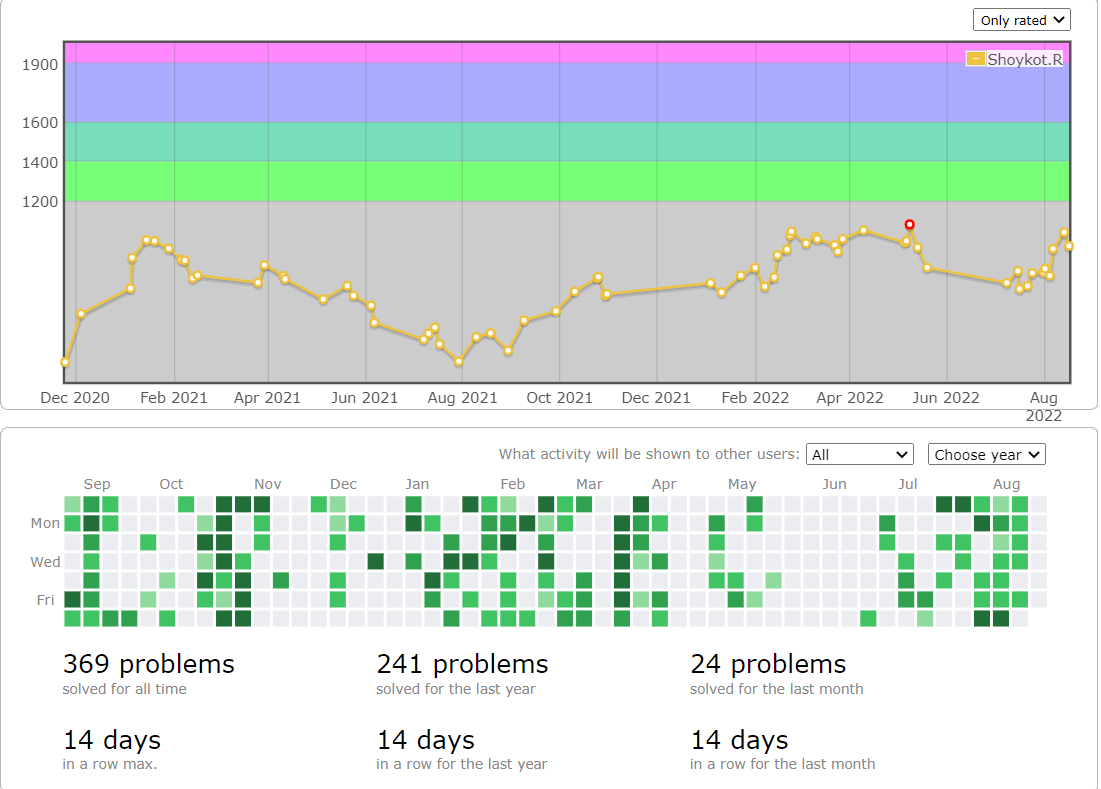 Only rated
Shoykot.R
1900
1600
1400
1200
Dec 2020 Feb 2021 Apr 2021 Jun 2021 Aug 2021 Oct 2021 Dec 2021 Feb 2022 Apr 2022 Jun 2022 Aug 2022
What activity will be shown to other users: All Choose year
Sep Oct Nov Dec Jan Feb Mar Apr May Jun Jul Aug
Mon
Wed
Fri
369 problems 241 problems 24 problems
solved for all time solved for the last year solved for the last month
14 days 14 days 14 days
in a row max. in a row for the last year in a row for the last month